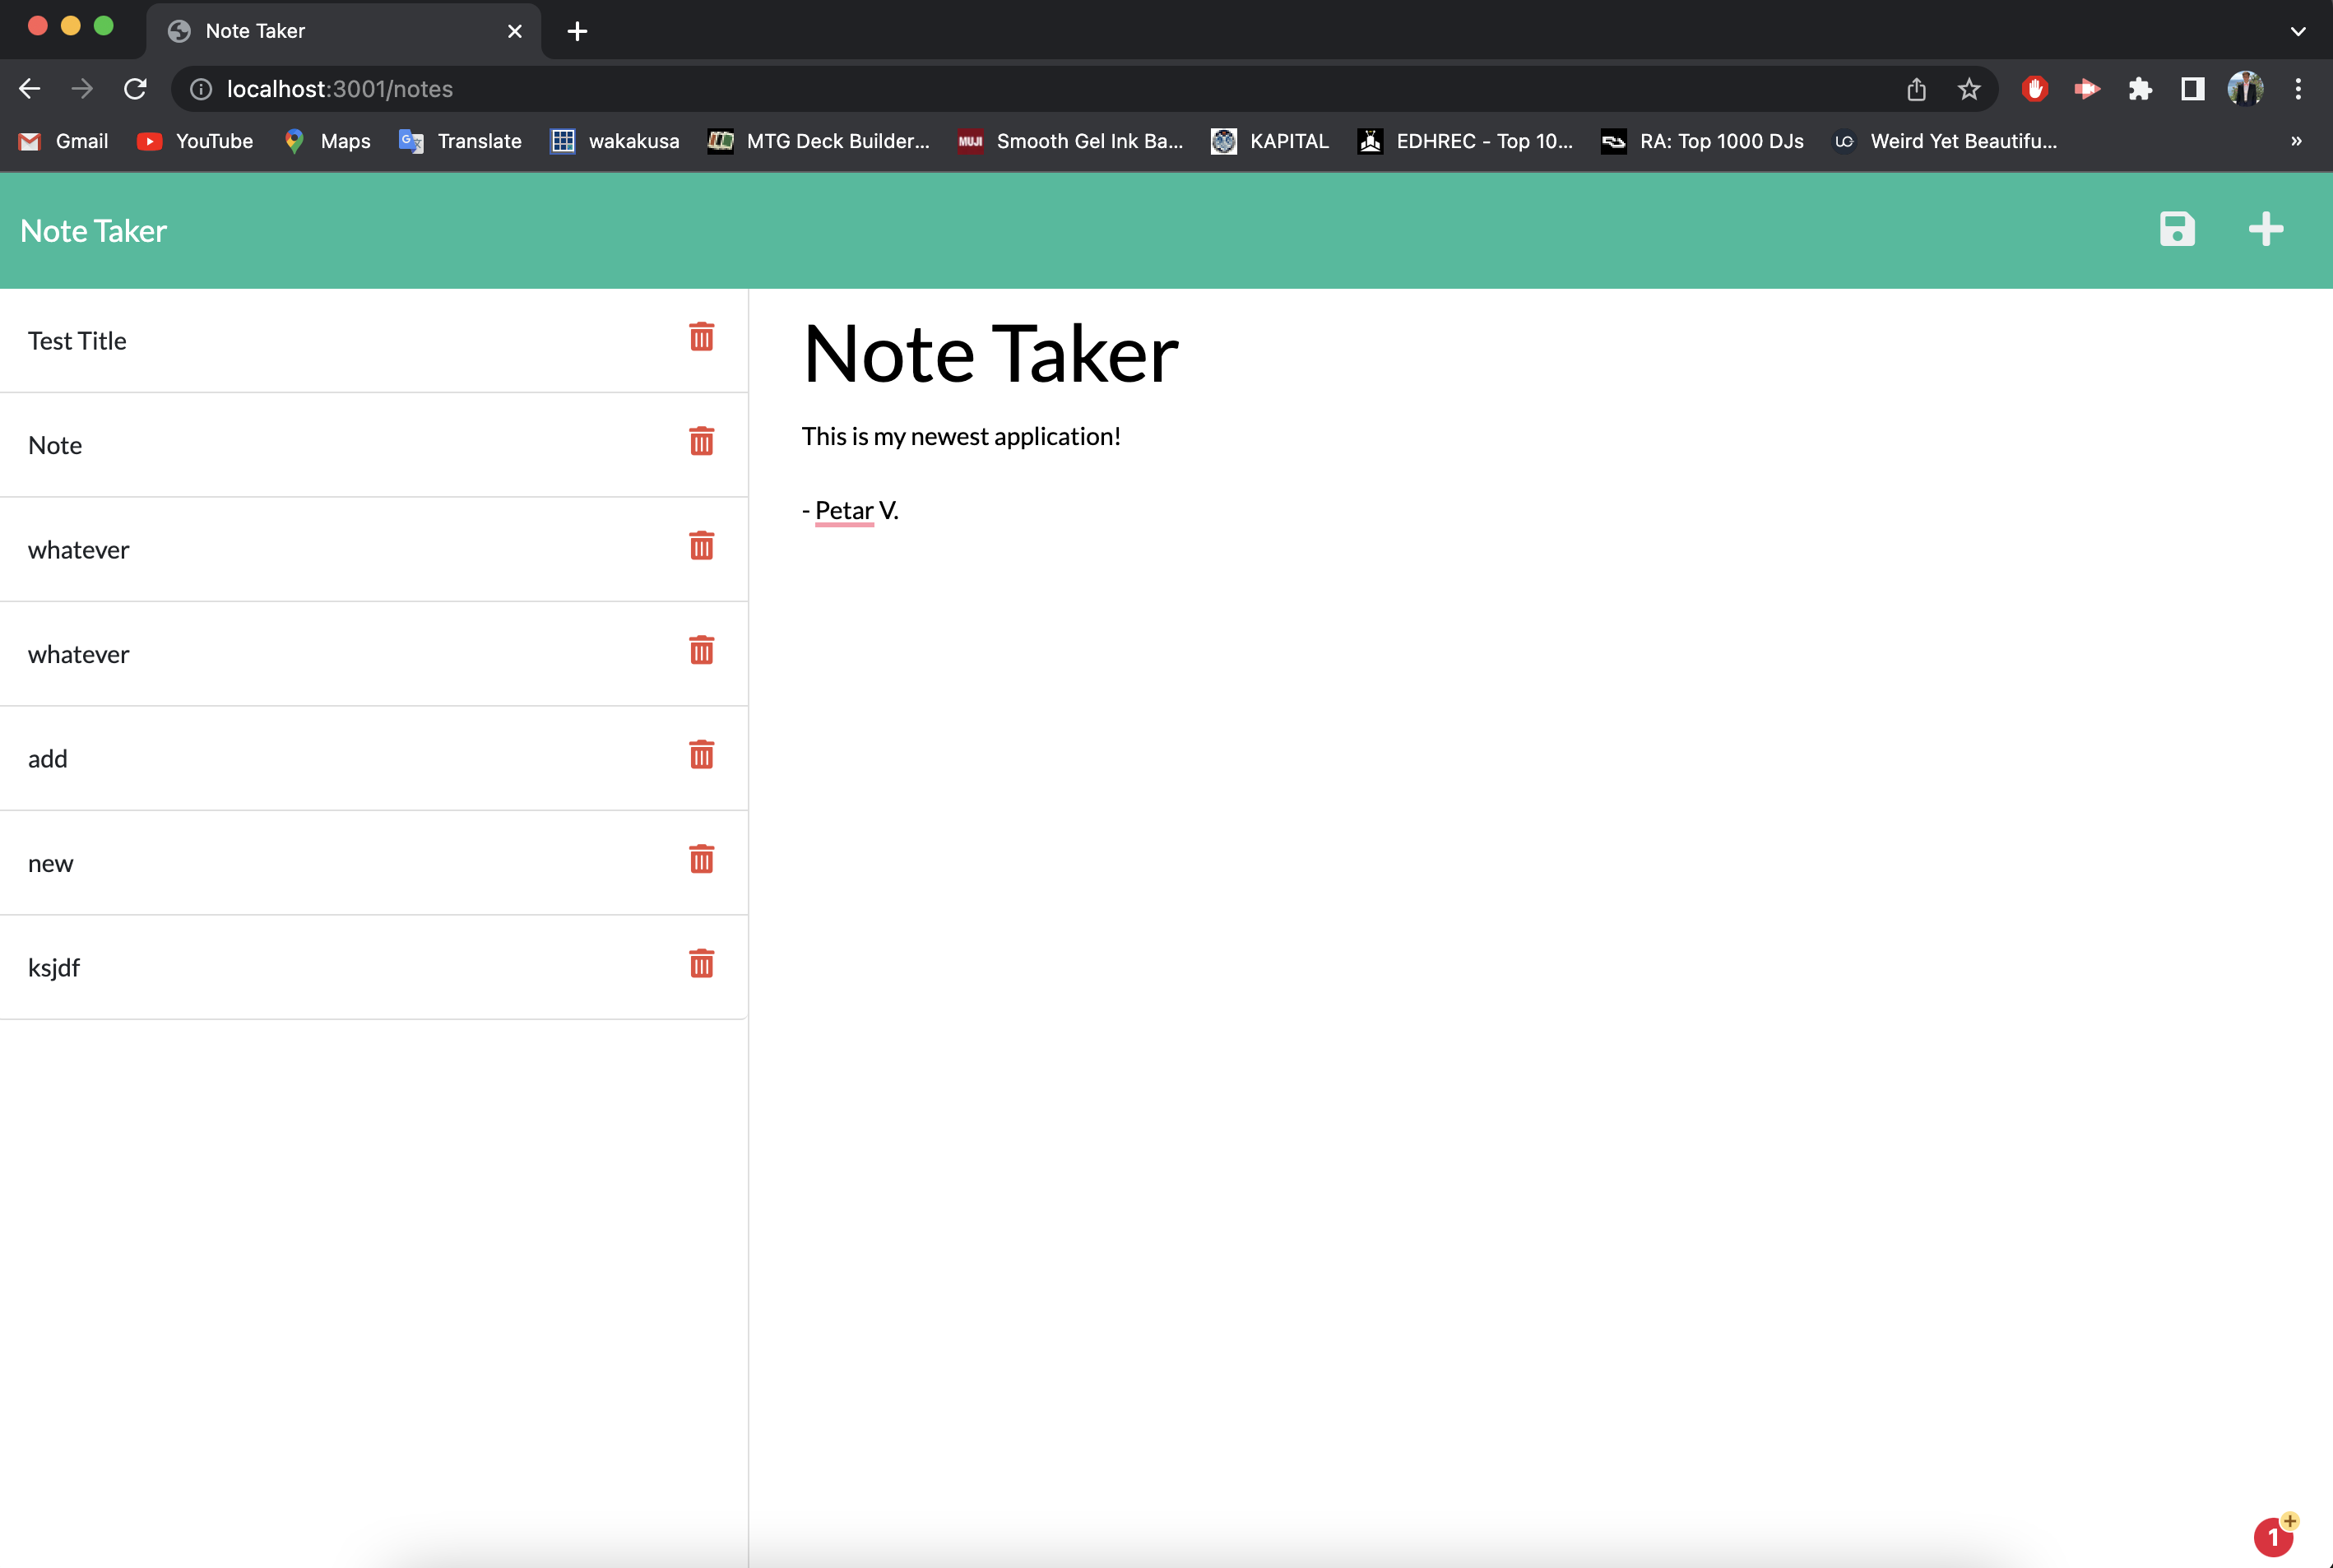 Note Taker
localhost:3001/notes
Gmail YouTube Maps Translate wakakusa MTG Deck Builder... MUJI Smooth Gel Ink Ba... KAPITAL EDHREC - Top 10... RA: Top 1000 DJs UC Weird Yet Beautifu... »
Note Taker
Test Title
Note
whatever
whatever
add
new
ksjdf
Note Taker
This is my newest application!
- Petar V.
1